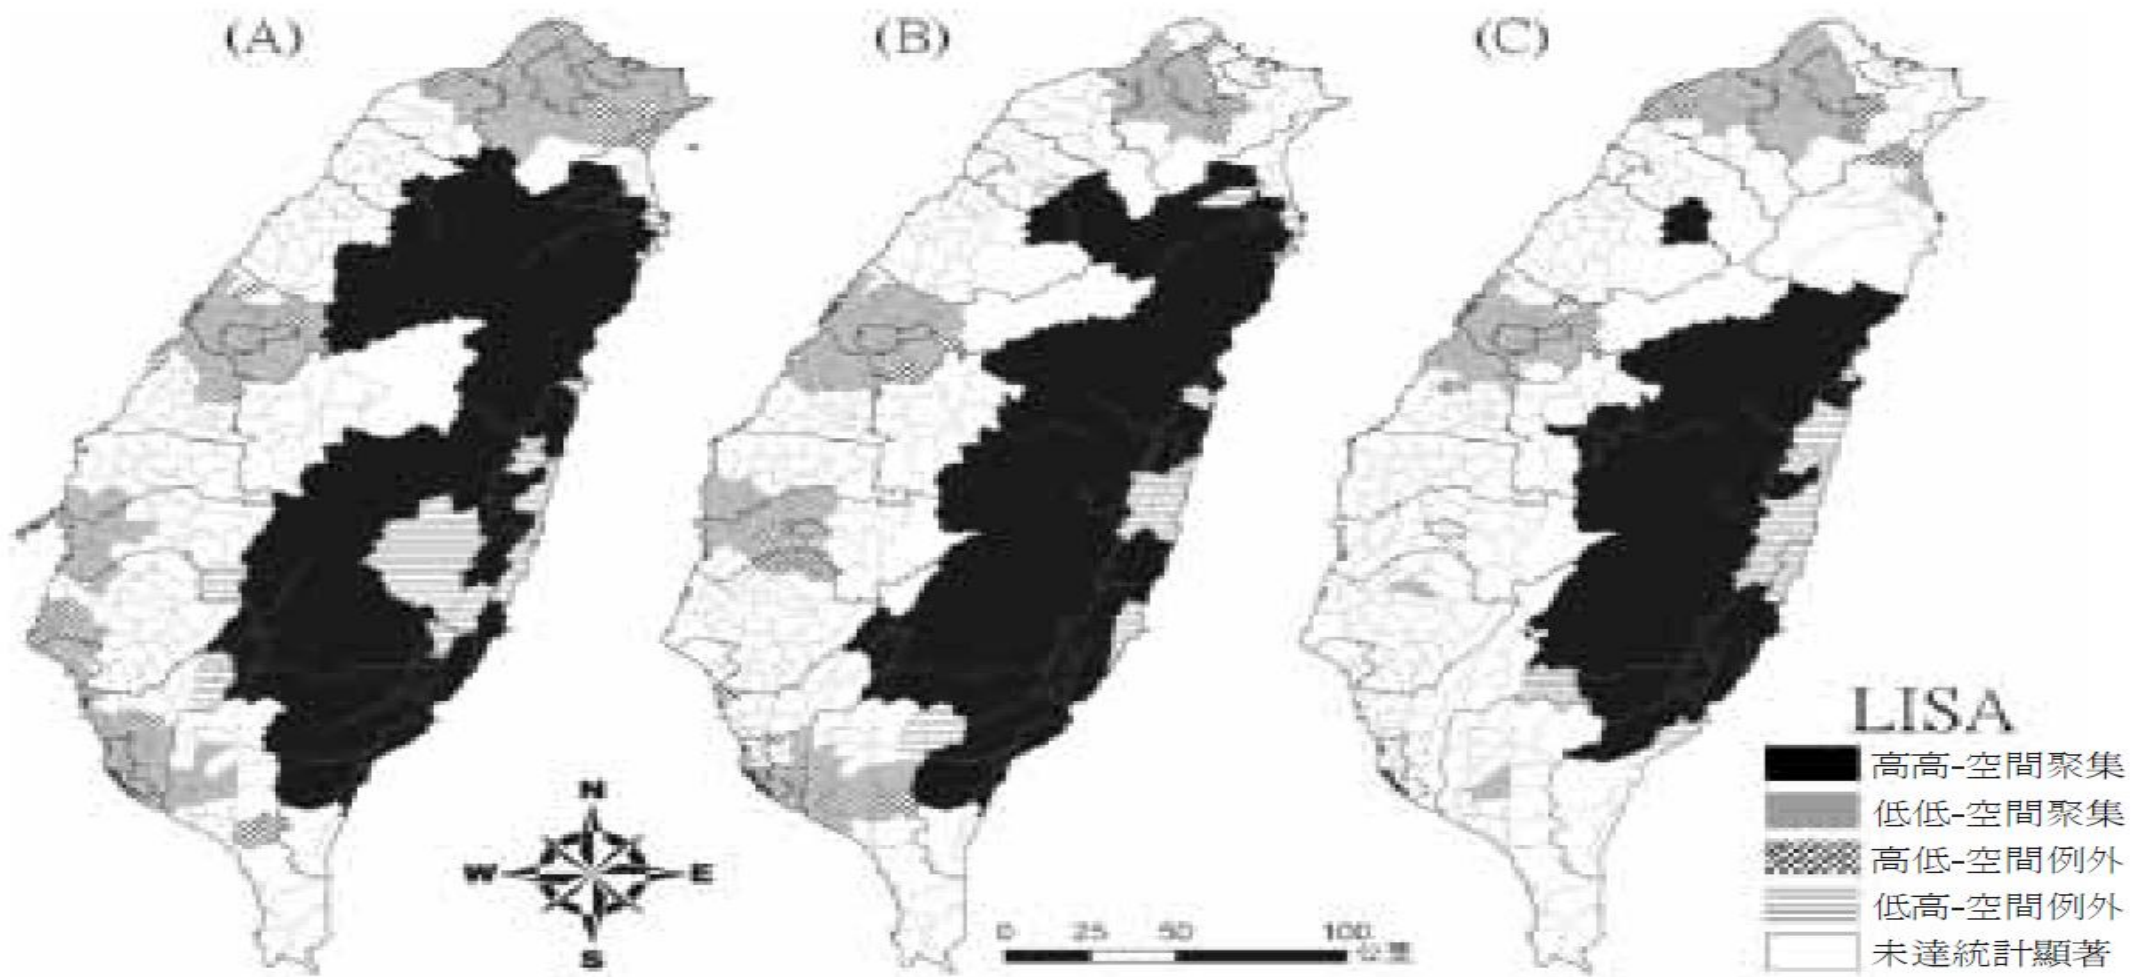 (A)
(B)
(C)
LISA
高高-空間聚集
低低-空間聚集
高低-空間例外
低高-空間例外
未達統計顯著
N
W
E
S
0 25 50 100
公里